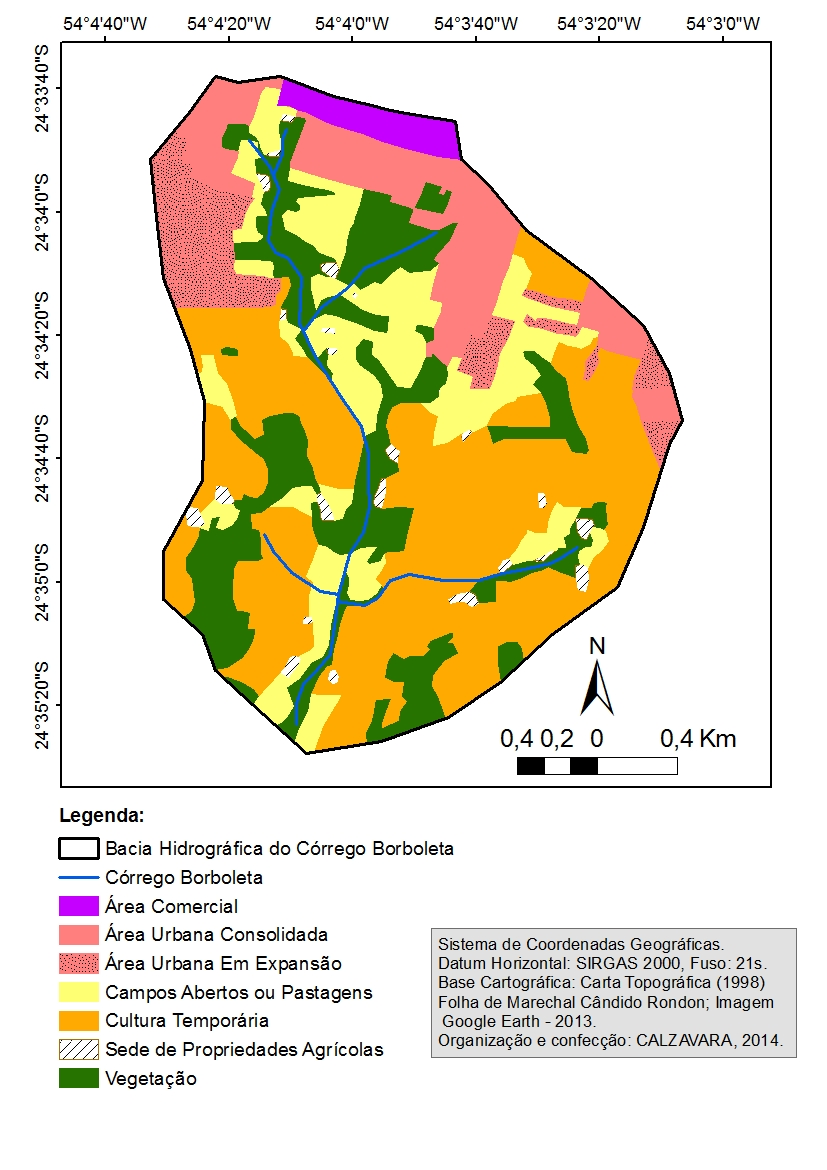 54°4'40"W 54°4'20"W 54°4'0"W 54°3'40"W 54°3'20"W 54°3'0"W
24°33'40"S
24°34'0"S
24°34'20"S
24°34'40"S
24°35'0"S
24°35'20"S
N
0,4 0,2 0 0,4 Km
Legenda:
Bacia Hidrográfica do Córrego Borboleta
Córrego Borboleta
Área Comercial
Área Urbana Consolidada
Área Urbana Em Expansão
Campos Abertos ou Pastagens
Cultura Temporária
Sede de Propriedades Agrícolas
Vegetação
Sistema de Coordenadas Geográficas.
Datum Horizontal: SIRGAS 2000, Fuso: 21s.
Base Cartográfica: Carta Topográfica (1998)
Folha de Marechal Cândido Rondon; Imagem
Google Earth - 2013.
Organização e confecção: CALZAVARA, 2014.